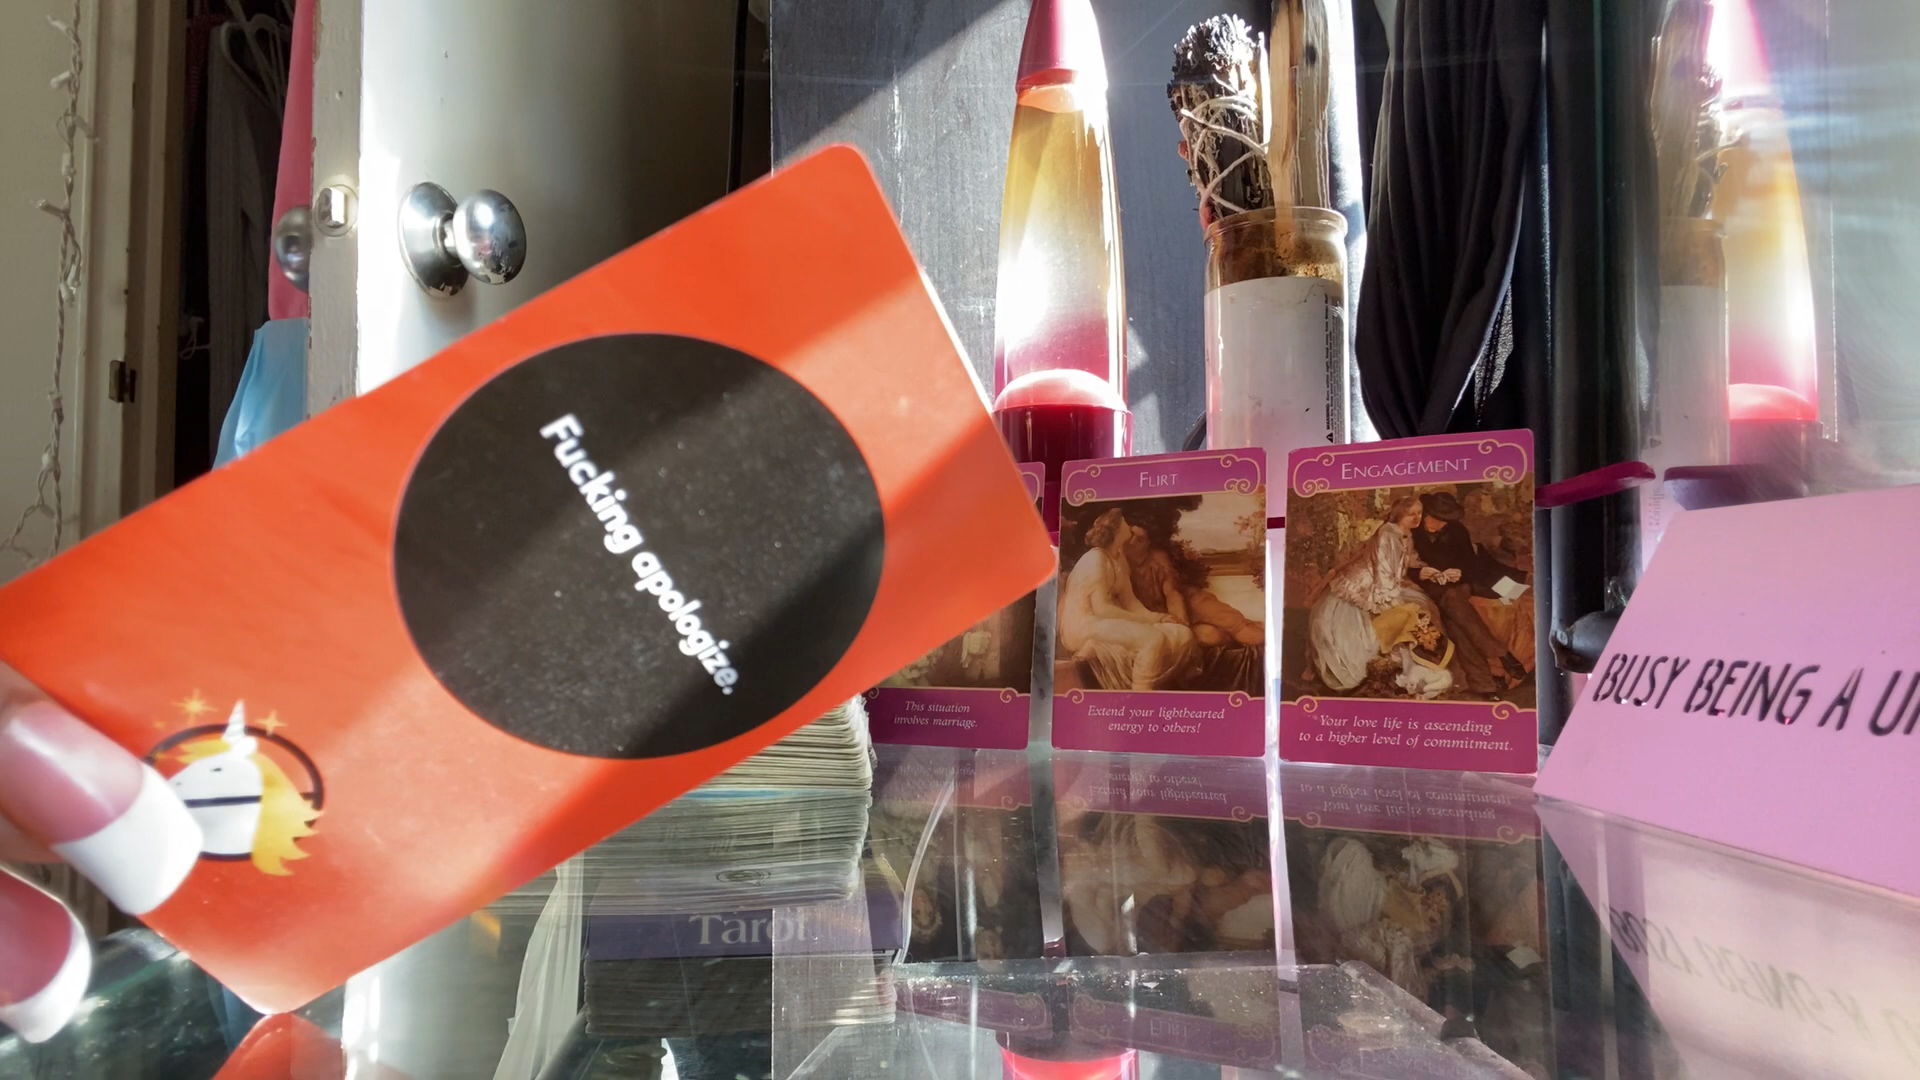 Fucking apologize.
FLIRT
ENGAGEMENT
This situation
involves marriage.
Extend your lighthearted
energy to others!
Your love life is ascending
to a higher level of commitment.
BUSY BEING A
Tarot